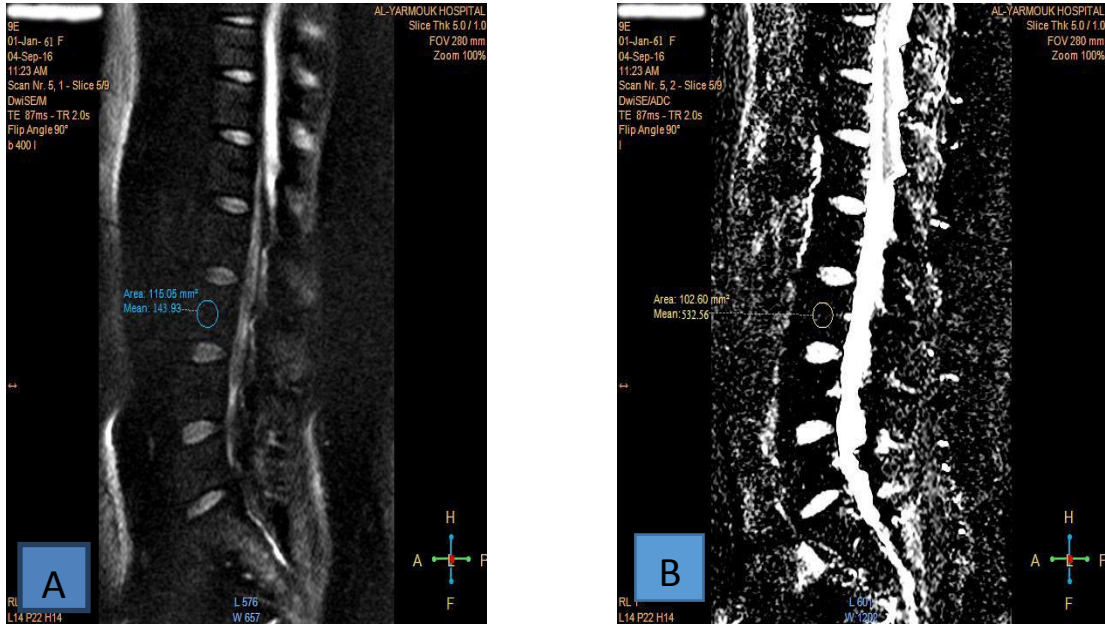 9E
01-Jan- 61 F
04-Sep-16
11:23 AM
Scan Nr. 5, 1 - Slice 5/9
DwiSE/M
TE 87ms - TR 2.0s
Flip Angle 90°
b 400 I
AL-YARMOUK HOSPITAL
Slice Thk 5.0 / 1.0
FOV 280 mm
Zoom 100%
Area: 115.05 mm²
Mean: 143.93
H
A L P
F
A
RL
L14 P22 H14
L 576
W 657
9E
01-Jan-61 F
04-Sep-16
11:23 AM
Scan Nr. 5, 2 - Slice 5/9
DwiSE/ADC
TE 87ms - TR 2.0s
Flip Angle 90°
I
AL-YARMOUK HOSPITAL
Slice Thk 5.0 / 1.0
FOV 280 mm
Zoom 100%
Area: 102.60 mm²
Mean: 532.56
H
A L P
F
B
RL
L14 P22 H14
L 601
W 1202